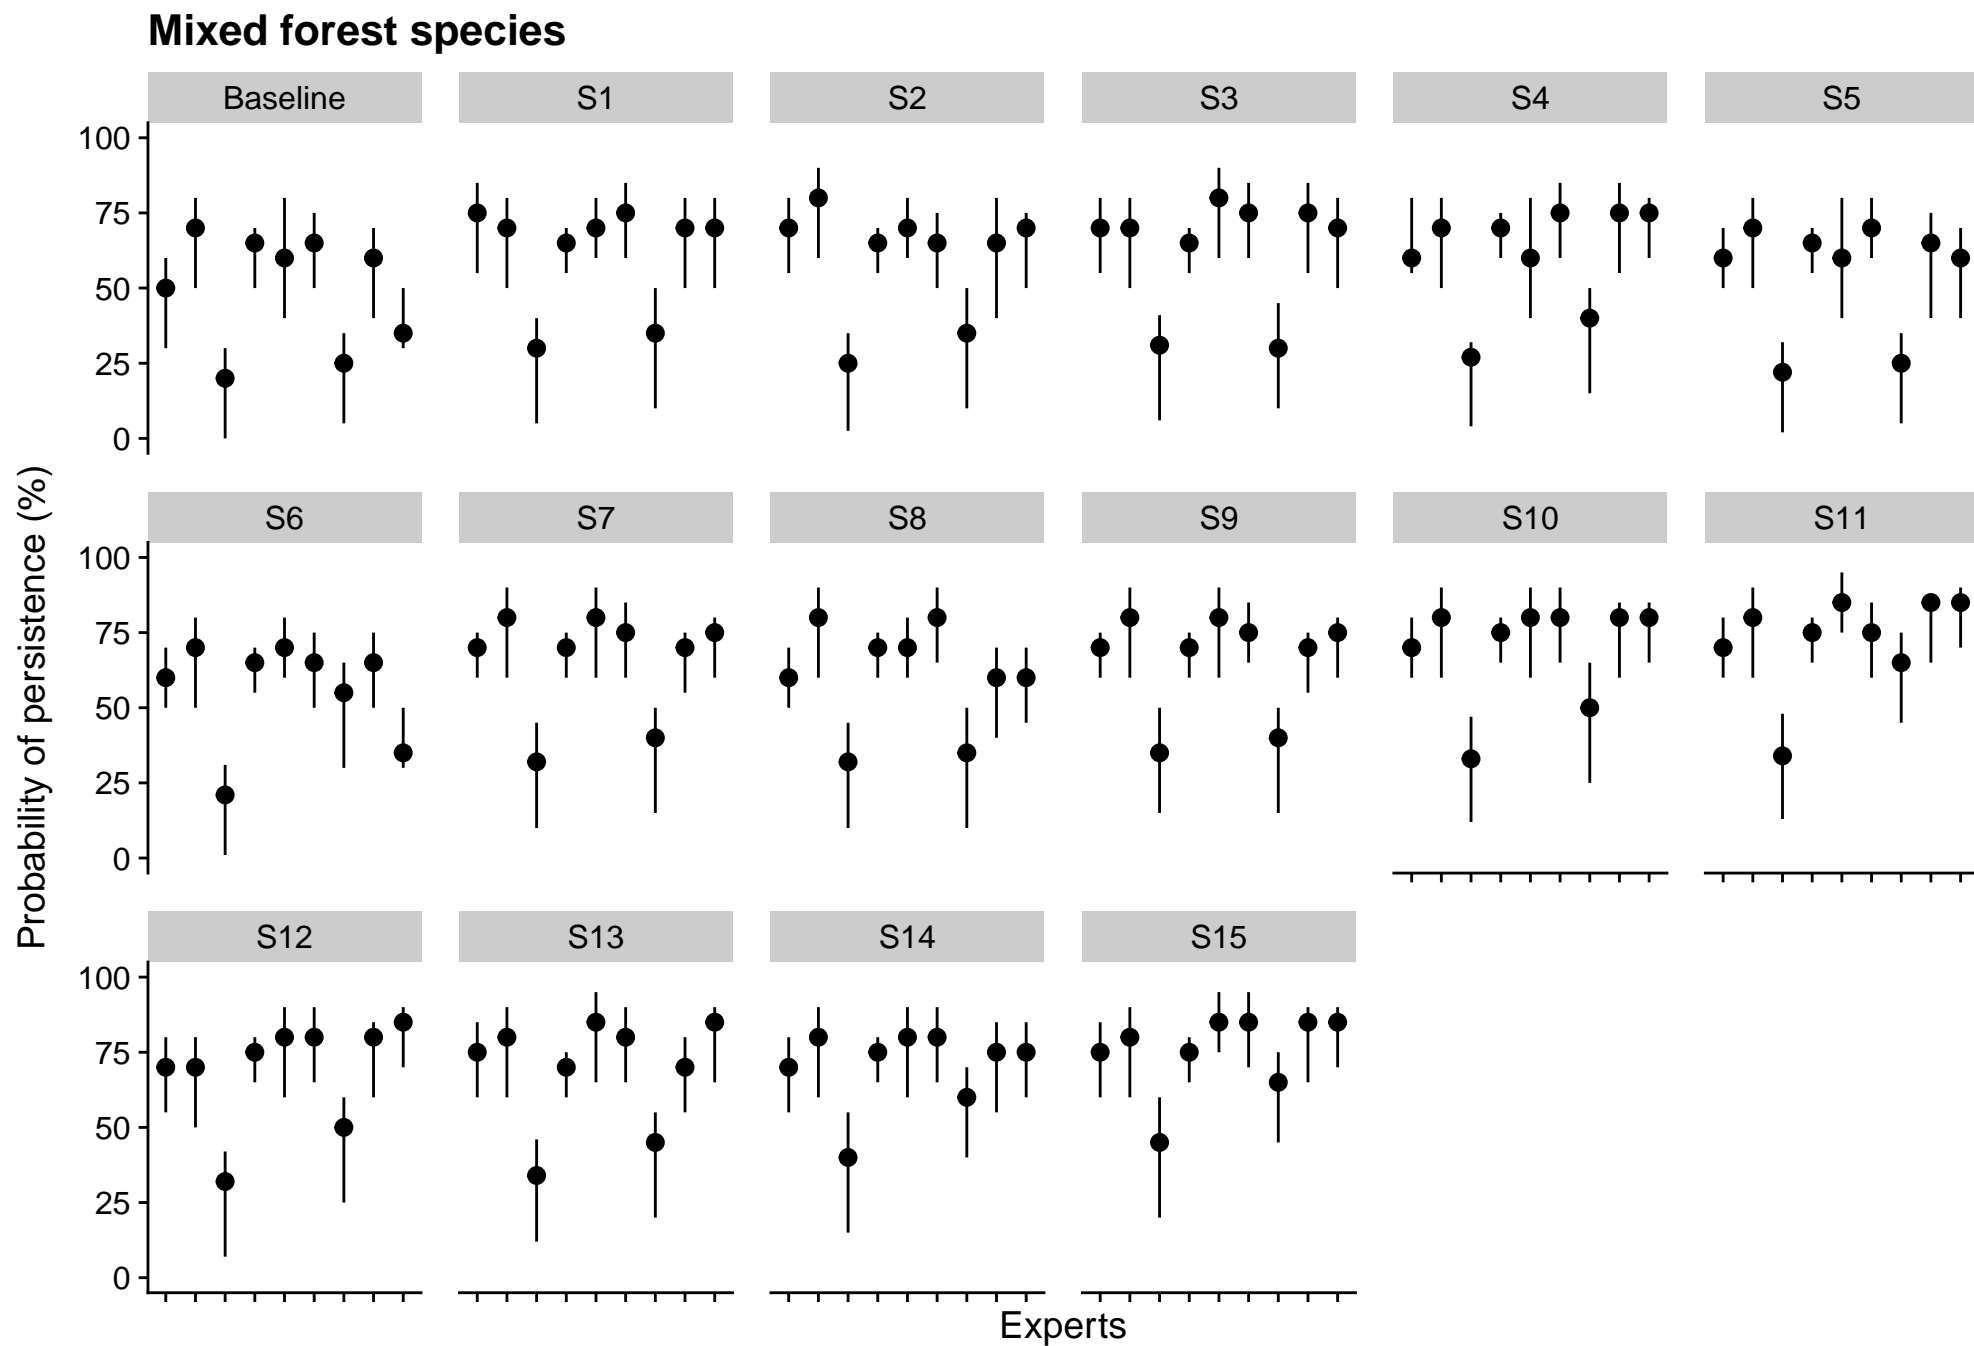 Mixed forest species
Baseline S1 S2 S3 S4 S5
100
75
50
25
0
Probability of persistence (%)
S6 S7 S8 S9 S10 S11
100
75
50
25
0
S12 S13 S14 S15
100
75
50
25
0
Experts